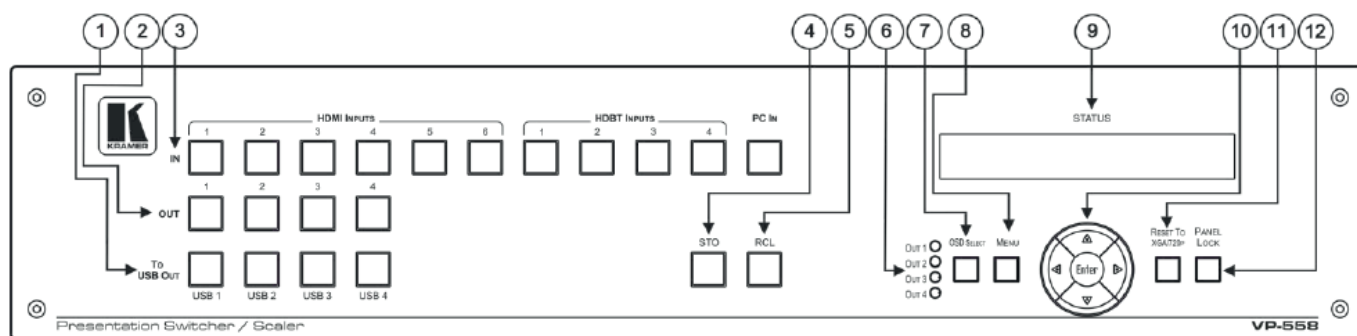 1 2 3 4 5 6 7 8 9 10 11 12
HDMI INPUTS HDBT INPUTS PC IN STATUS
1 2 3 4 5 6 1 2 3 4
K
KRAMER
IN
1 2 3 4
OUT
STO RCL
OUT 1 OSD SELECT MENU RESET TO XGA/720P PANEL LOCK
OUT 2
OUT 3
OUT 4
Enter
TO
USB OUT
USB 1 USB 2 USB 3 USB 4
Presentation Switcher / Scaler VP-558